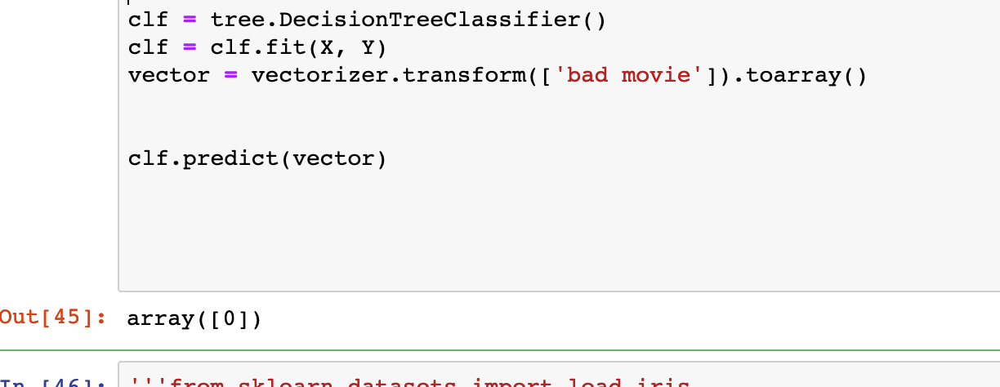 clf = tree.DecisionTreeClassifier()
clf = clf.fit(X, Y)
vector = vectorizer.transform(['bad movie']).toarray()
clf.predict(vector)
Out[45]: array([0])
In [46]: '''from sklearn.datasets import load_iris